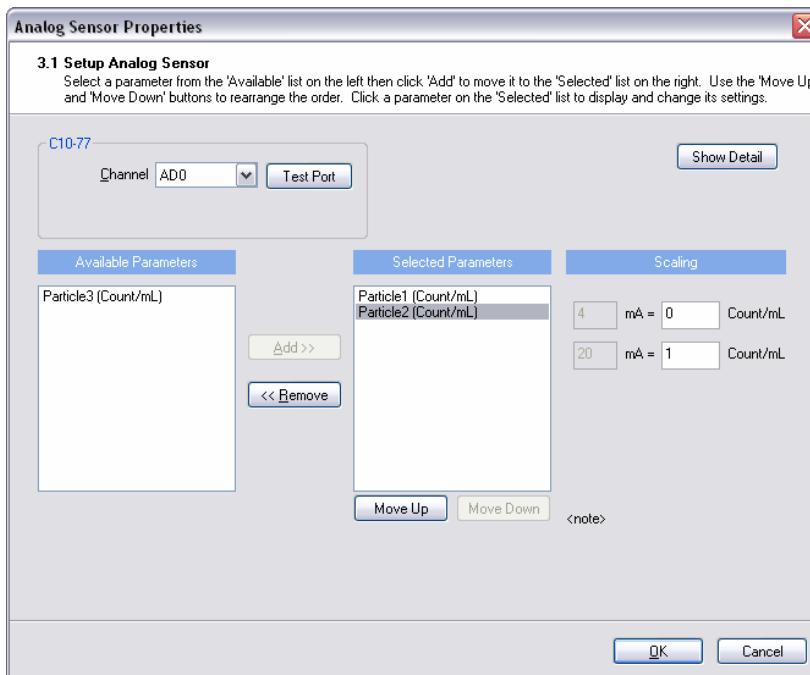 Analog Sensor Properties
3.1 Setup Analog Sensor
Select a parameter from the 'Available' list on the left then click 'Add' to move it to the 'Selected' list on the right. Use the 'Move Up
and 'Move Down' buttons to rearrange the order. Click a parameter on the 'Selected' list to display and change its settings.
C10-77
Channel AD0 Test Port
Show Detail
Available Parameters
Selected Parameters
Scaling
Particle3 (Count/mL)
Particle1 (Count/mL)
Particle2 (Count/mL)
4 mA = 0 Count/mL
Add >>
20 mA = 1 Count/mL
<< Remove
Move Up Move Down
<note>
OK Cancel